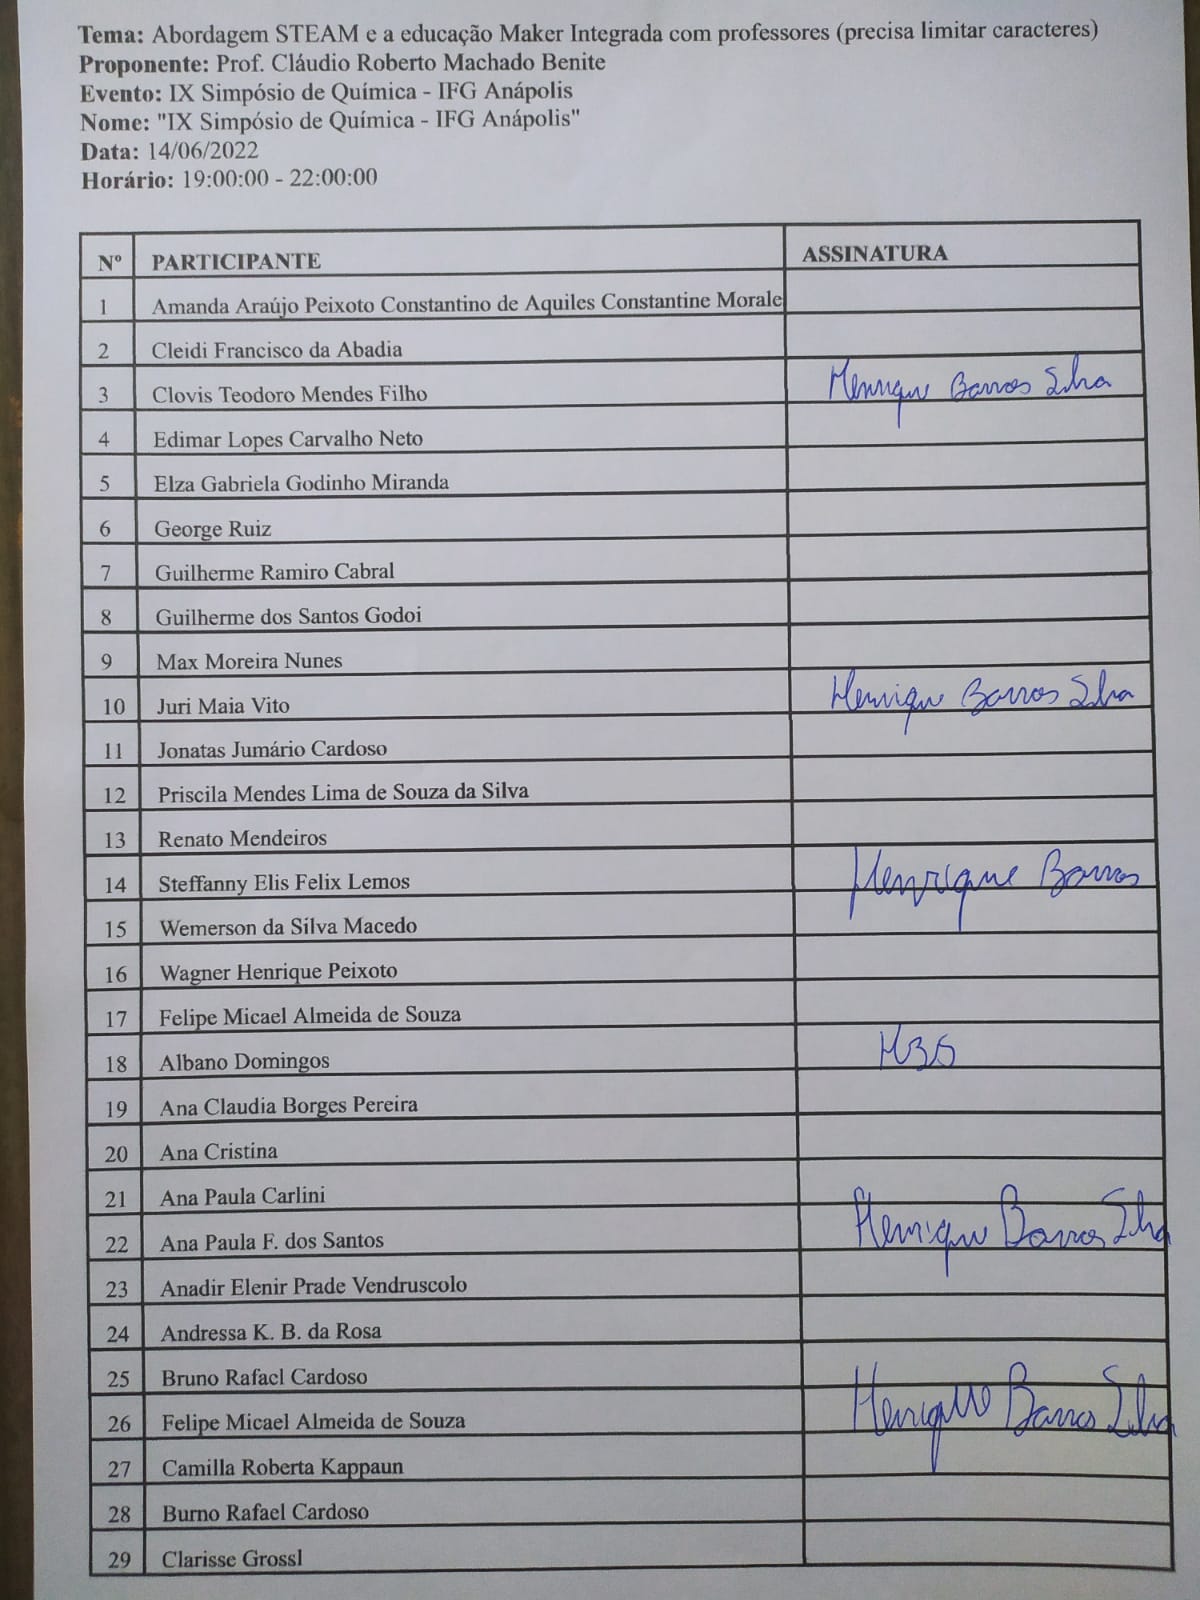 Tema: Abordagem STEAM e a educação Maker Integrada com professores (precisa limitar caracteres)
Proponente: Prof. Cláudio Roberto Machado Benite
Evento: IX Simpósio de Química - IFG Anápolis
Nome: "IX Simpósio de Química - IFG Anápolis"
Data: 14/06/2022
Horário: 19:00:00 - 22:00:00
Nº PARTICIPANTE ASSINATURA
1 Amanda Araújo Peixoto Constantino de Aquiles Constantine Morale
2 Cleidi Francisco da Abadia
3 Clovis Teodoro Mendes Filho Henrique Barros Silva
4 Edimar Lopes Carvalho Neto
5 Elza Gabriela Godinho Miranda
6 George Ruiz
7 Guilherme Ramiro Cabral
8 Guilherme dos Santos Godoi
9 Max Moreira Nunes
10 Juri Maia Vito Henrique Barros Silva
11 Jonatas Jumário Cardoso
12 Priscila Mendes Lima de Souza da Silva
13 Renato Mendeiros
14 Steffanny Elis Felix Lemos Henrique Barros
15 Wemerson da Silva Macedo
16 Wagner Henrique Peixoto
17 Felipe Micael Almeida de Souza
18 Albano Domingos HBS
19 Ana Claudia Borges Pereira
20 Ana Cristina
21 Ana Paula Carlini
22 Ana Paula F. dos Santos Henrique Barros Silva
23 Anadir Elenir Prade Vendruscolo
24 Andressa K. B. da Rosa
25 Bruno Rafael Cardoso
26 Felipe Micael Almeida de Souza Henrique Barros Silva
27 Camilla Roberta Kappaun
28 Burno Rafael Cardoso
29 Clarisse Grossl